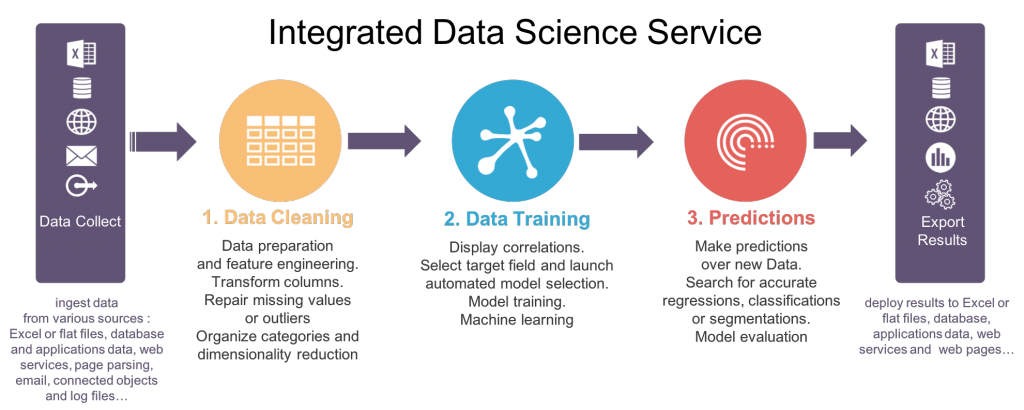 Integrated Data Science Service
Data Collect
ingest data
from various sources :
Excel or flat files, database
and applications data, web
services, page parsing,
email, connected objects
and log files…
1. Data Cleaning
Data preparation
and feature engineering.
Transform columns.
Repair missing values
or outliers
Organize categories and
dimensionality reduction
2. Data Training
Display correlations.
Select target field and launch
automated model selection.
Model training.
Machine learning
3. Predictions
Make predictions
over new Data.
Search for accurate
regressions, classifications
or segmentations.
Model evaluation
Export
Results
deploy results to Excel or
flat files, database,
applications data, web
services and web pages…